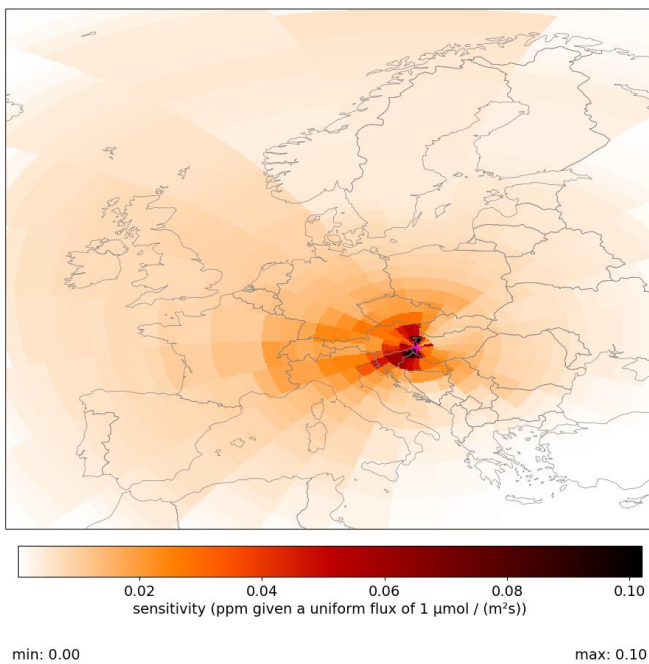 0.02 0.04 0.06 0.08 0.10
sensitivity (ppm given a uniform flux of 1 μmol / (m²s))
min: 0.00 max: 0.10